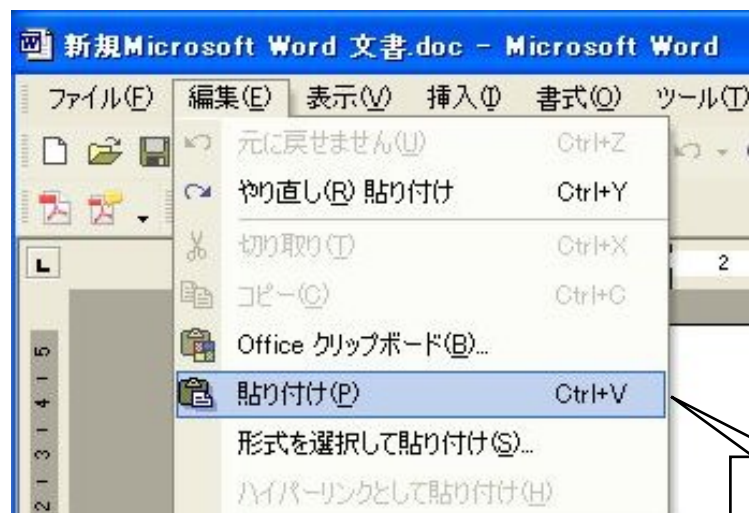 新規Microsoft Word 文書.doc - Microsoft Word
ファイル(F) 編集(E) 表示(V) 挿入(I) 書式(O) ツール(T)
元に戻せません(U) Ctrl+Z
やり直し(R) 貼り付け Ctrl+Y
切り取り(T) Ctrl+X
コピー(C) Ctrl+C
Office クリップボード(B)...
貼り付け(P) Ctrl+V
形式を選択して貼り付け(S)...
ハイパーリンクとして貼り付け(H)
2
5
4
3
2